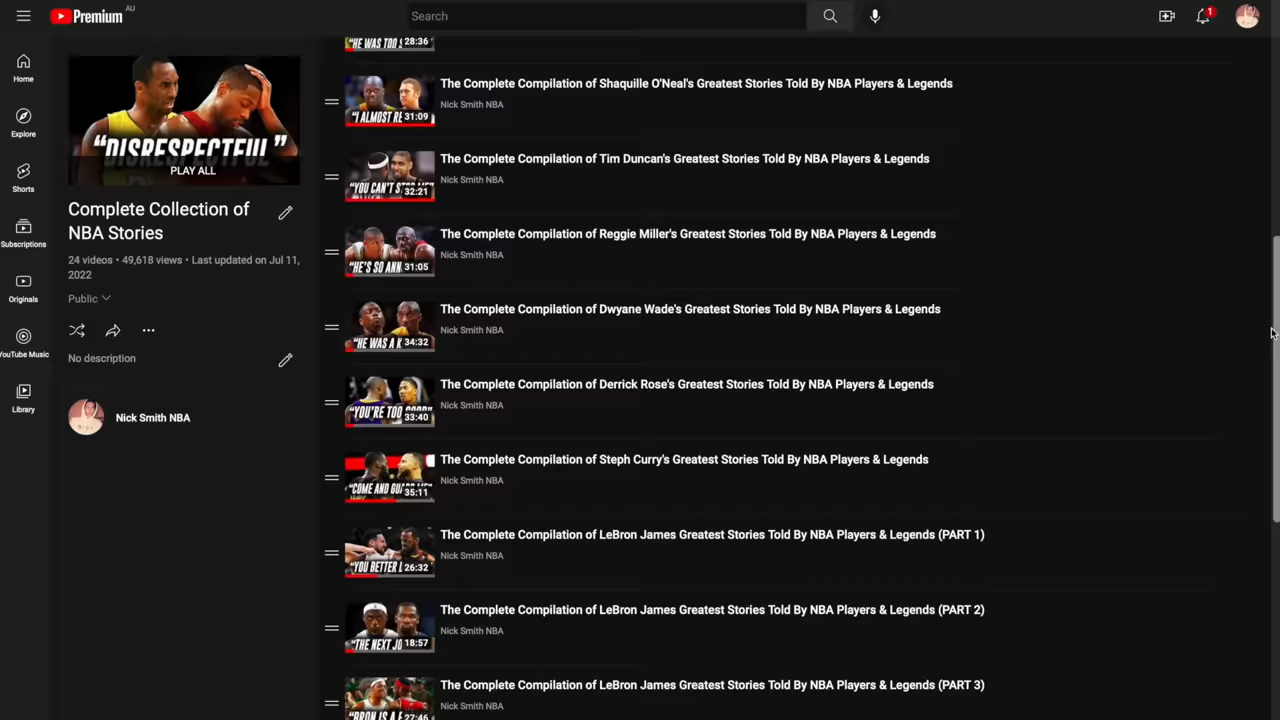 Premium
AU
Search
1
Home
Explore
Shorts
Subscriptions
Originals
YouTube Music
Library
"DISRESPECTFUL"
PLAY ALL
Complete Collection of
NBA Stories
24 videos • 49,618 views • Last updated on Jul 11,
2022
Public
No description
Nick Smith NBA
"HE WAS TOO
28:36
The Complete Compilation of Shaquille O'Neal's Greatest Stories Told By NBA Players & Legends
Nick Smith NBA
"I ALMOST
31:09
The Complete Compilation of Tim Duncan's Greatest Stories Told By NBA Players & Legends
Nick Smith NBA
"YOU CAN'T
32:21
The Complete Compilation of Reggie Miller's Greatest Stories Told By NBA Players & Legends
Nick Smith NBA
"HE'S SO
31:05
The Complete Compilation of Dwyane Wade's Greatest Stories Told By NBA Players & Legends
Nick Smith NBA
"HE WAS A
34:32
The Complete Compilation of Derrick Rose's Greatest Stories Told By NBA Players & Legends
Nick Smith NBA
"YOU'RE TOO
33:40
The Complete Compilation of Steph Curry's Greatest Stories Told By NBA Players & Legends
Nick Smith NBA
"COME AND
35:11
The Complete Compilation of LeBron James Greatest Stories Told By NBA Players & Legends (PART 1)
Nick Smith NBA
"YOU BETTER
26:32
The Complete Compilation of LeBron James Greatest Stories Told By NBA Players & Legends (PART 2)
Nick Smith NBA
"THE NEXT
18:57
The Complete Compilation of LeBron James Greatest Stories Told By NBA Players & Legends (PART 3)
27:46